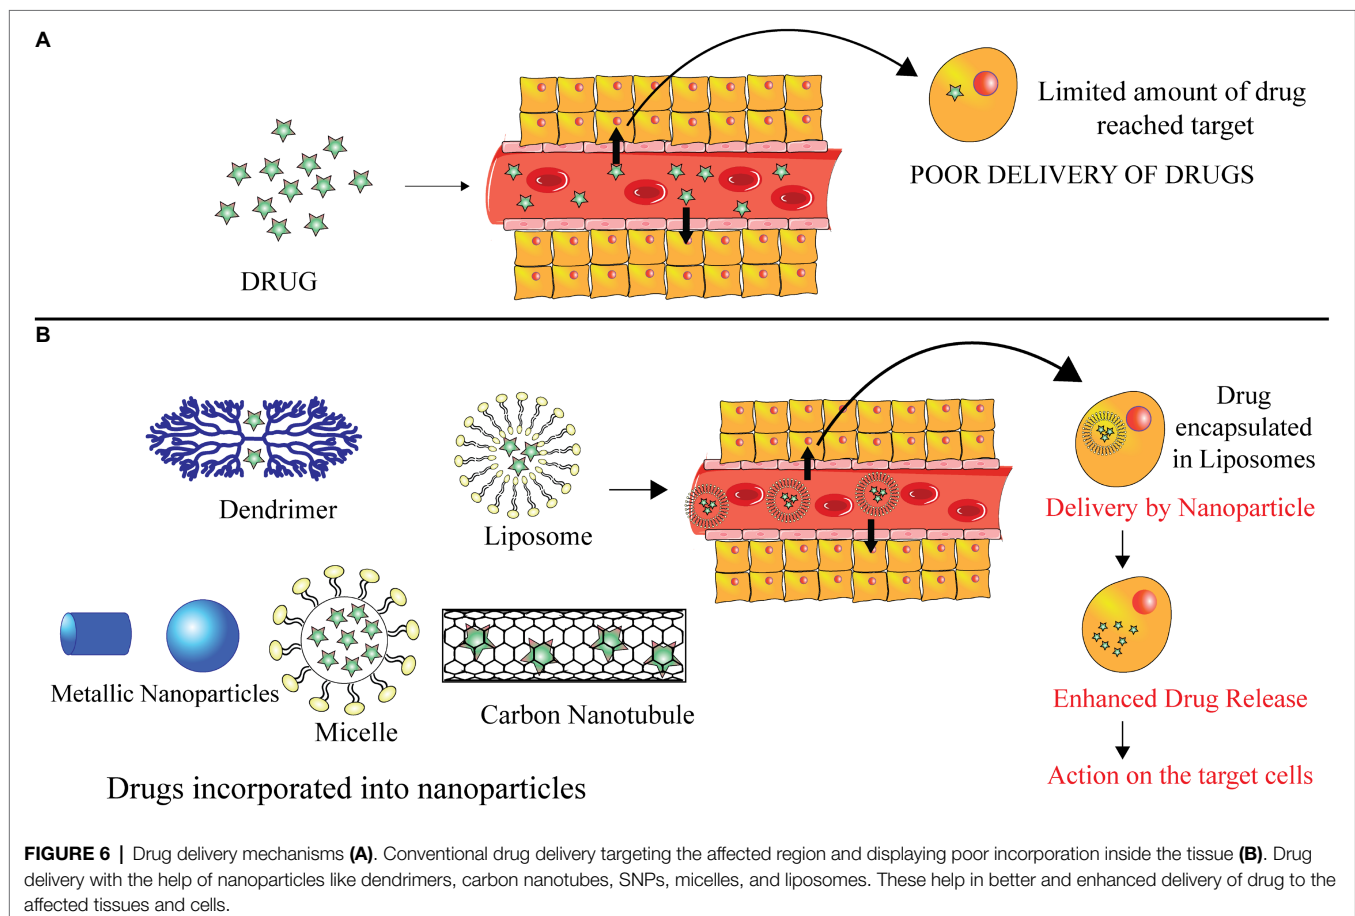 A
DRUG
Limited amount of drug
reached target
POOR DELIVERY OF DRUGS
B
Dendrimer
Liposome
Metallic Nanoparticles
Micelle
Carbon Nanotubule
Drugs incorporated into nanoparticles
Drug
encapsulated
in Liposomes
Delivery by Nanoparticle
Enhanced Drug Release
Action on the target cells
FIGURE 6 | Drug delivery mechanisms (A). Conventional drug delivery targeting the affected region and displaying poor incorporation inside the tissue (B). Drug
delivery with the help of nanoparticles like dendrimers, carbon nanotubes, SNPs, micelles, and liposomes. These help in better and enhanced delivery of drug to the
affected tissues and cells.